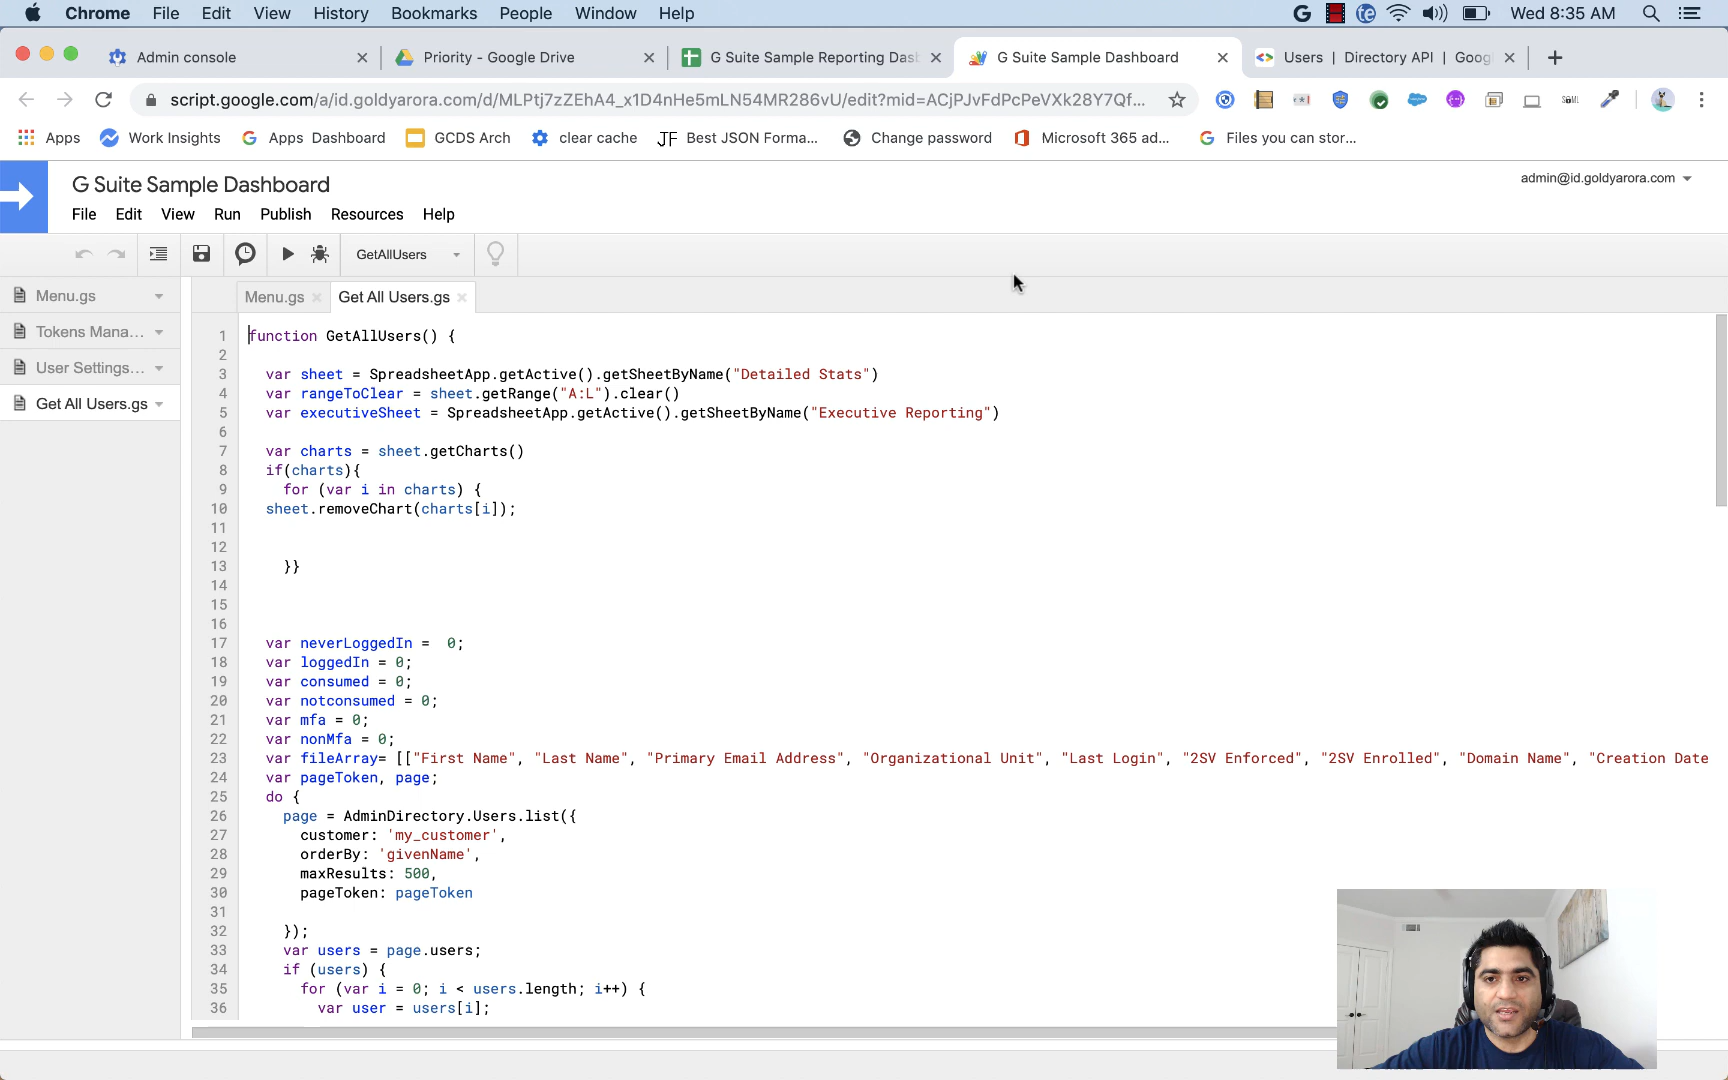 Chrome File Edit View History Bookmarks People Window Help
G te Wed 8:35 AM
Admin console
Priority - Google Drive
G Suite Sample Reporting Das
G Suite Sample Dashboard
Users | Directory API | Goog
script.google.com/a/id.goldyarora.com/d/MLPtj7zZEhA4_x1D4nHe5mLN54MR286vU/edit?mid=ACjPJvFdPcPeVXk28Y7Qf...
Apps Work Insights Apps Dashboard GCDS Arch clear cache JF Best JSON Forma... Change password Microsoft 365 ad... Files you can stor...
G Suite Sample Dashboard
admin@id.goldyarora.com
File Edit View Run Publish Resources Help
GetAllUsers
Menu.gs
Tokens Mana...
User Settings...
Get All Users.gs
Menu.gs Get All Users.gs
1 function GetAllUsers() {
2
3 var sheet = SpreadsheetApp.getActive().getSheetByName("Detailed Stats")
4 var rangeToClear = sheet.getRange("A:L").clear()
5 var executiveSheet = SpreadsheetApp.getActive().getSheetByName("Executive Reporting")
6
7 var charts = sheet.getCharts()
8 if(charts){
9 for (var i in charts) {
10 sheet.removeChart(charts[i]);
11
12
13 }}
14
15
16
17 var neverLoggedIn = 0;
18 var loggedIn = 0;
19 var consumed = 0;
20 var notconsumed = 0;
21 var mfa = 0;
22 var nonMfa = 0;
23 var fileArray= [["First Name", "Last Name", "Primary Email Address", "Organizational Unit", "Last Login", "2SV Enforced", "2SV Enrolled", "Domain Name", "Creation Date
24 var pageToken, page;
25 do {
26 page = AdminDirectory.Users.list({
27 customer: 'my_customer',
28 orderBy: 'givenName',
29 maxResults: 500,
30 pageToken: pageToken
31
32 });
33 var users = page.users;
34 if (users) {
35 for (var i = 0; i < users.length; i++) {
36 var user = users[i];